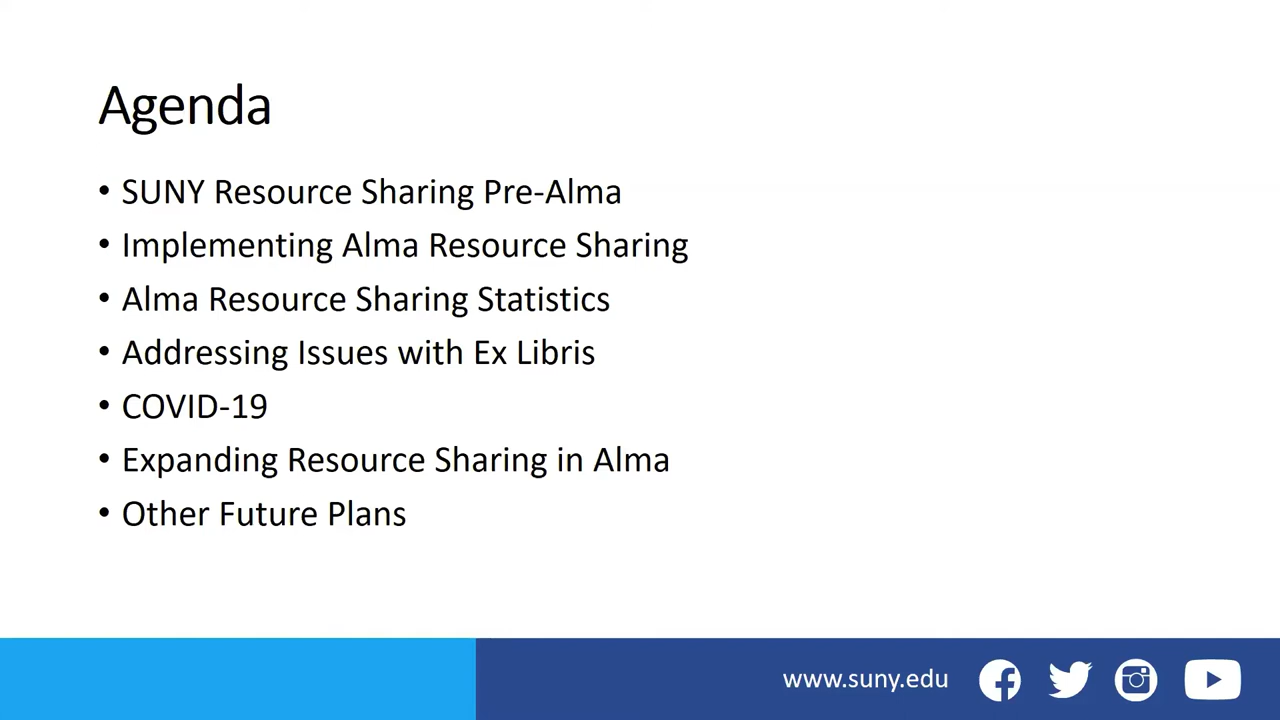 Agenda
• SUNY Resource Sharing Pre-Alma
• Implementing Alma Resource Sharing
• Alma Resource Sharing Statistics
• Addressing Issues with Ex Libris
• COVID-19
• Expanding Resource Sharing in Alma
• Other Future Plans
www.suny.edu